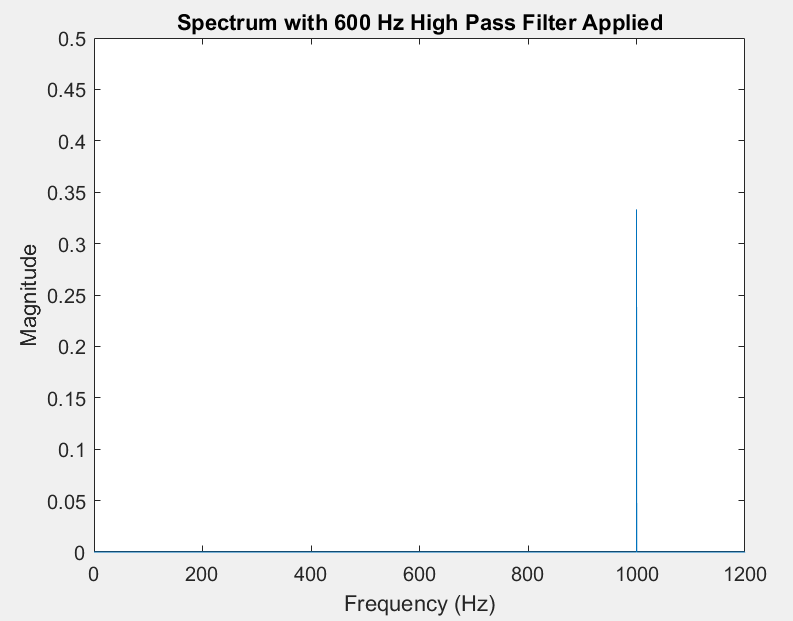 Spectrum with 600 Hz High Pass Filter Applied
0.5
0.45
0.4
0.35
0.3
0.25
0.2
0.15
0.1
0.05
0
Magnitude
0 200 400 600 800 1000 1200
Frequency (Hz)